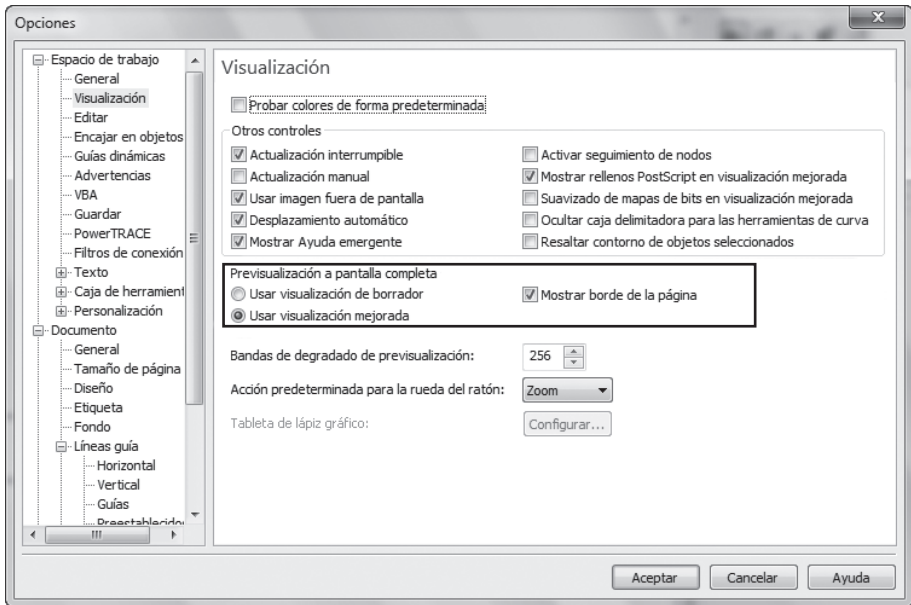 Opciones
Espacio de trabajo
General
Visualización
Editar
Encajar en objetos
Guías dinámicas
Advertencias
VBA
Guardar
PowerTRACE
Filtros de conexión
Texto
Caja de herramient
Personalización
Documento
General
Tamaño de página
Diseño
Etiqueta
Fondo
Líneas guía
Horizontal
Vertical
Guías
Preestablecido
Visualización
Probar colores de forma predeterminada
Otros controles
Actualización interrumpible
Actualización manual
Usar imagen fuera de pantalla
Desplazamiento automático
Mostrar Ayuda emergente
Activar seguimiento de nodos
Mostrar rellenos PostScript en visualización mejorada
Suavizado de mapas de bits en visualización mejorada
Ocultar caja delimitadora para las herramientas de curva
Resaltar contorno de objetos seleccionados
Previsualización a pantalla completa
Usar visualización de borrador
Usar visualización mejorada
Mostrar borde de la página
Bandas de degradado de previsualización: 256
Acción predeterminada para la rueda del ratón: Zoom
Tableta de lápiz gráfico: Configurar...
Aceptar Cancelar Ayuda